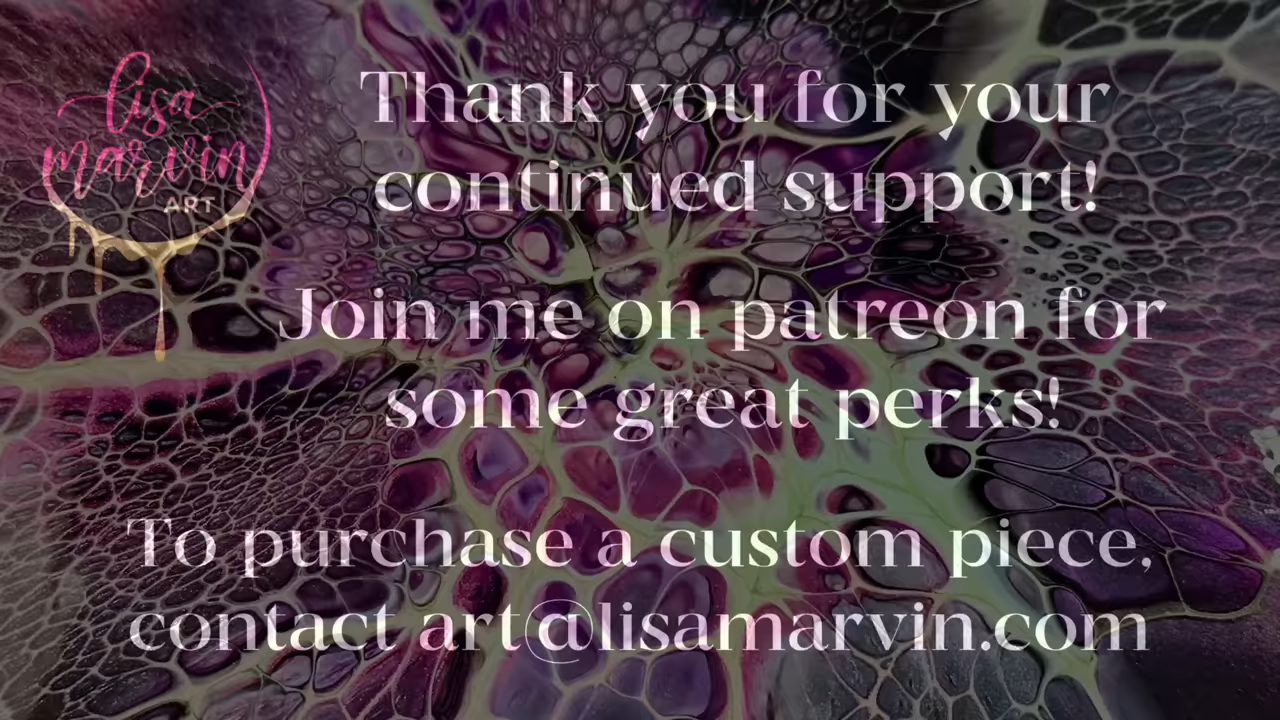 lisa
marvin
ART
Thank you for your
continued support!
Join me on patreon for
some great perks!
To purchase a custom piece,
contact art@lisamarvin.com